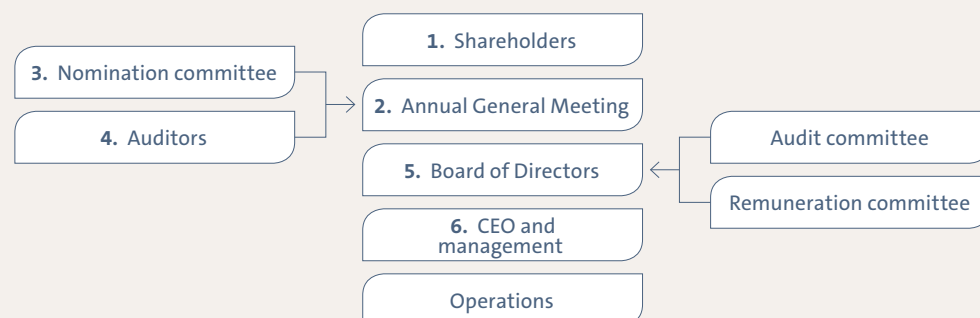 1. Shareholders
3. Nomination committee
2. Annual General Meeting
4. Auditors
Audit committee
5. Board of Directors
Remuneration committee
6. CEO and
management
Operations